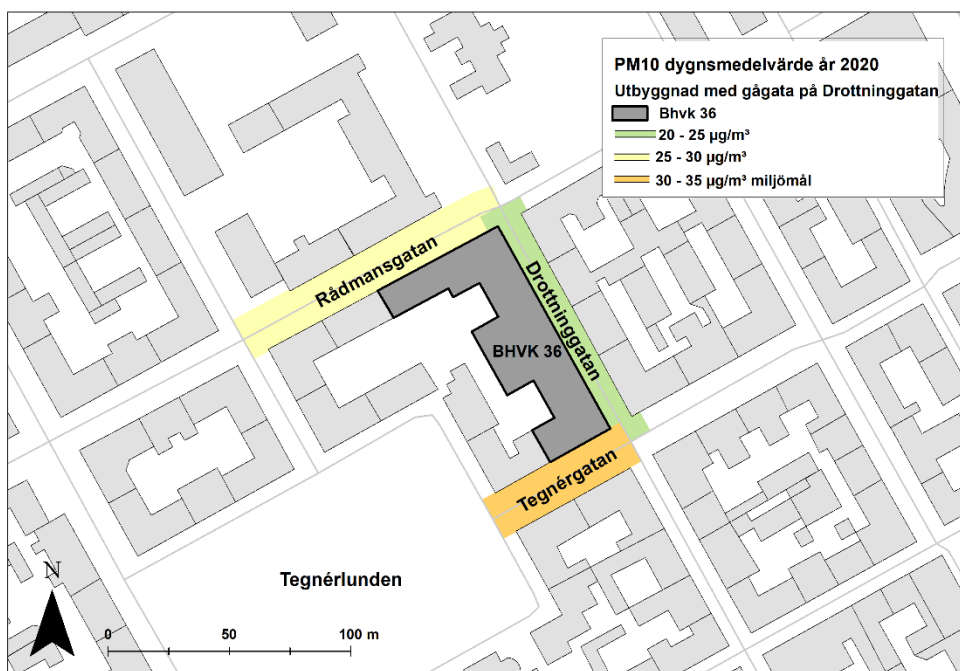 PM10 dygnsmedelvärde år 2020
Utbyggnad med gågata på Drottninggatan
Bhvk 36
20 - 25 µg/m³
25 - 30 µg/m³
30 - 35 µg/m³ miljömål
Rådmansgatan
Drottninggatan
BHVK 36
Tegnérgatan
Tegnérlunden
N
0 50 100 m